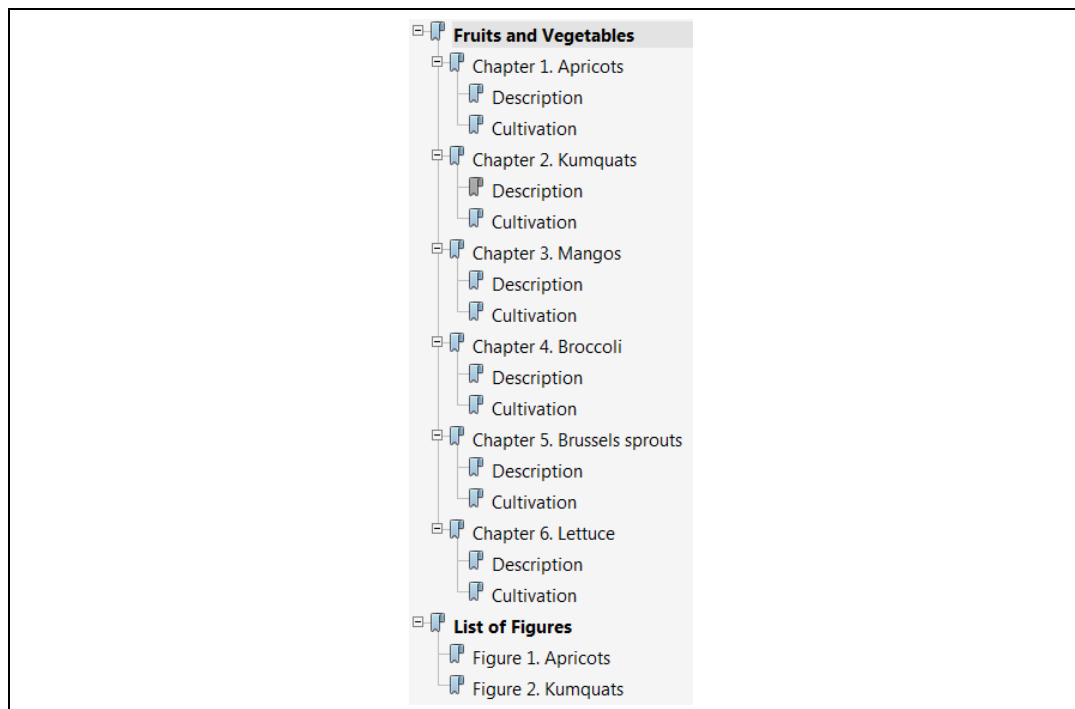 Fruits and Vegetables
Chapter 1. Apricots
Description
Cultivation
Chapter 2. Kumquats
Description
Cultivation
Chapter 3. Mangos
Description
Cultivation
Chapter 4. Broccoli
Description
Cultivation
Chapter 5. Brussels sprouts
Description
Cultivation
Chapter 6. Lettuce
Description
Cultivation
List of Figures
Figure 1. Apricots
Figure 2. Kumquats